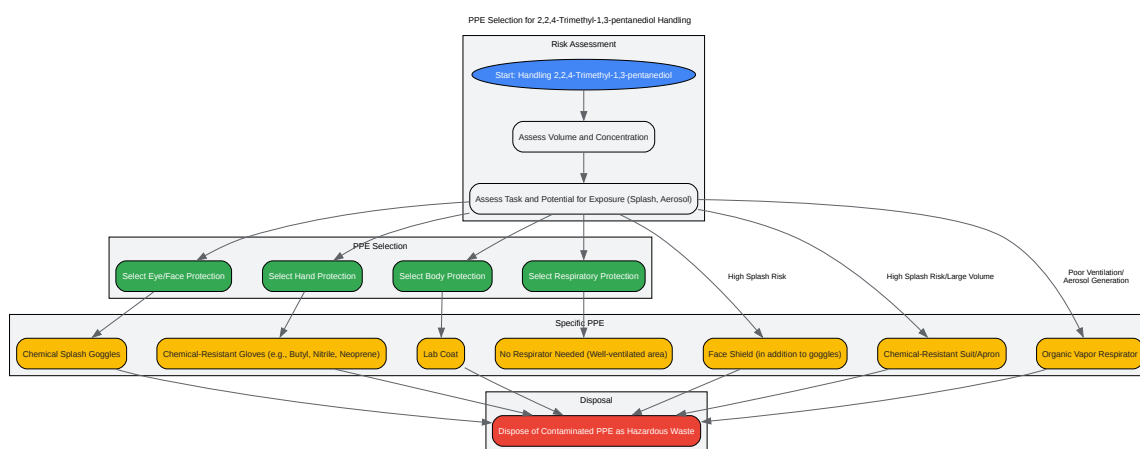 PPE Selection for 2,2,4-Trimethyl-1,3-pentanediol Handling
Risk Assessment
Start: Handling 2,2,4-Trimethyl-1,3-pentanediol
Assess Volume and Concentration
Assess Task and Potential for Exposure (Splash, Aerosol)
PPE Selection
Select Eye/Face Protection
Select Hand Protection
Select Body Protection
Select Respiratory Protection
High Splash Risk
High Splash Risk/Large Volume
Poor Ventilation/
Aerosol Generation
Specific PPE
Chemical Splash Goggles
Chemical-Resistant Gloves (e.g., Butyl, Nitrile, Neoprene)
Lab Coat
No Respirator Needed (Well-ventilated area)
Face Shield (in addition to goggles)
Chemical-Resistant Suit/Apron
Organic Vapor Respirator
Disposal
Dispose of Contaminated PPE as Hazardous Waste